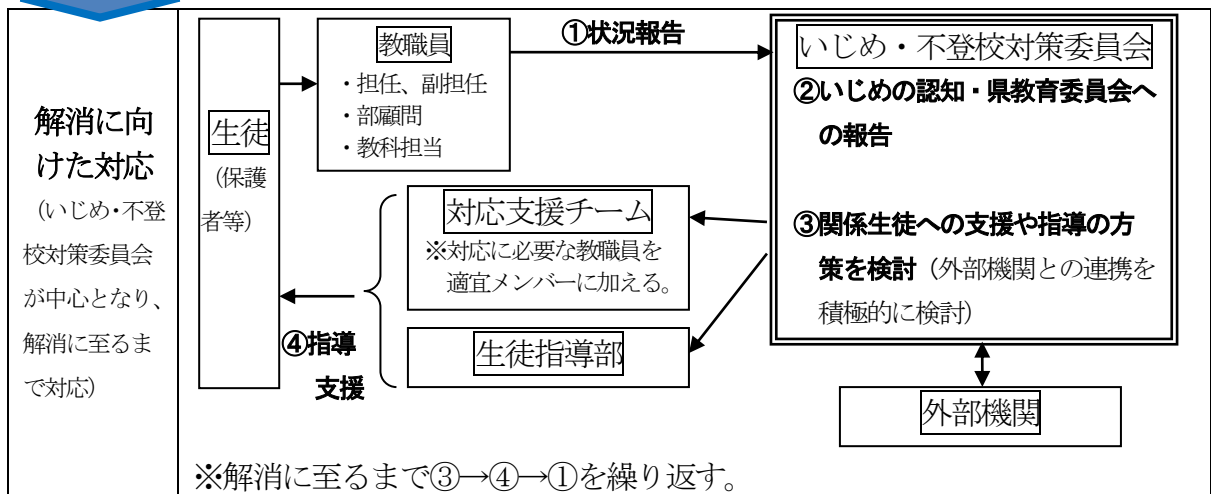 解消に向
けた対応
(いじめ・不登
校対策委員会
が中心となり、
解消に至るま
で対応)
生徒
(保護
者等)
教職員
・担任、副担任
・部顧問
・教科担当
①状況報告
いじめ・不登校対策委員会
②いじめの認知・県教育委員会へ
の報告
③関係生徒への支援や指導の方
策を検討(外部機関との連携を
積極的に検討)
対応支援チーム
※対応に必要な教職員を
適宜メンバーに加える。
生徒指導部
④指導
支援
外部機関
※解消に至るまで③→④→①を繰り返す。